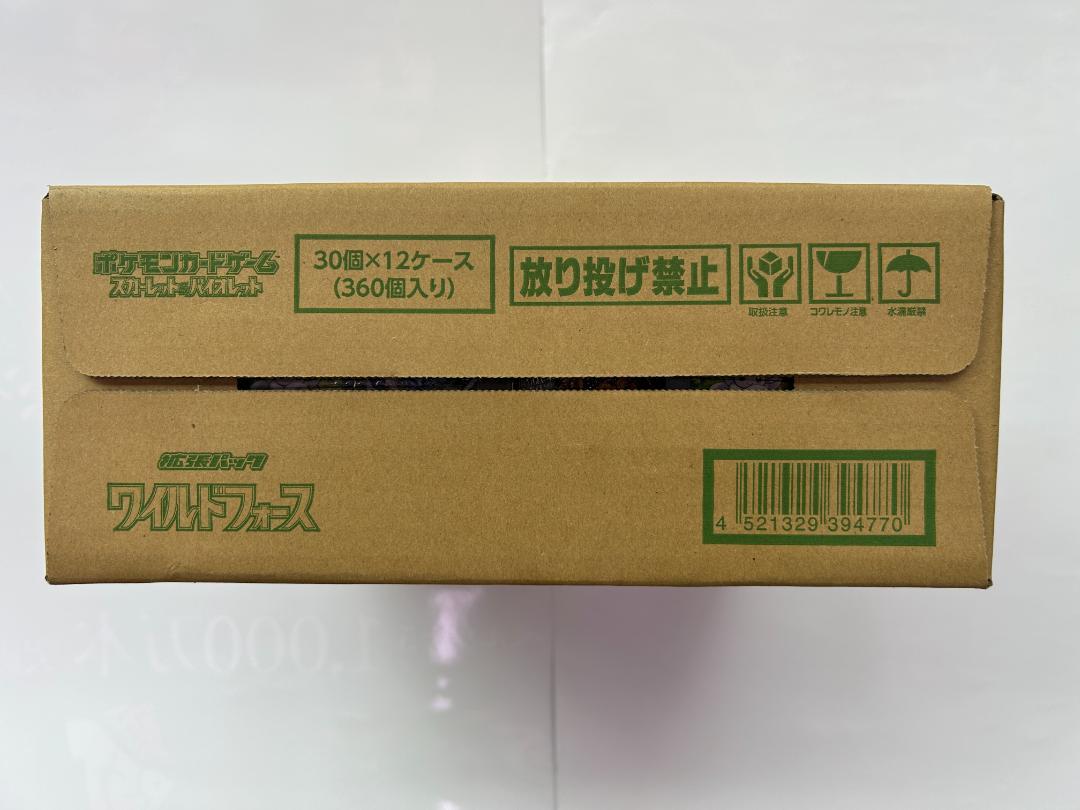 ポケモンカードゲーム
スカーレット&バイオレット
30個×12ケース
(360個入り)
放り投げ禁止
取扱注意
コワレモノ注意
水濡厳禁
拡張パック
ワイルドフォース
4 521329 394770